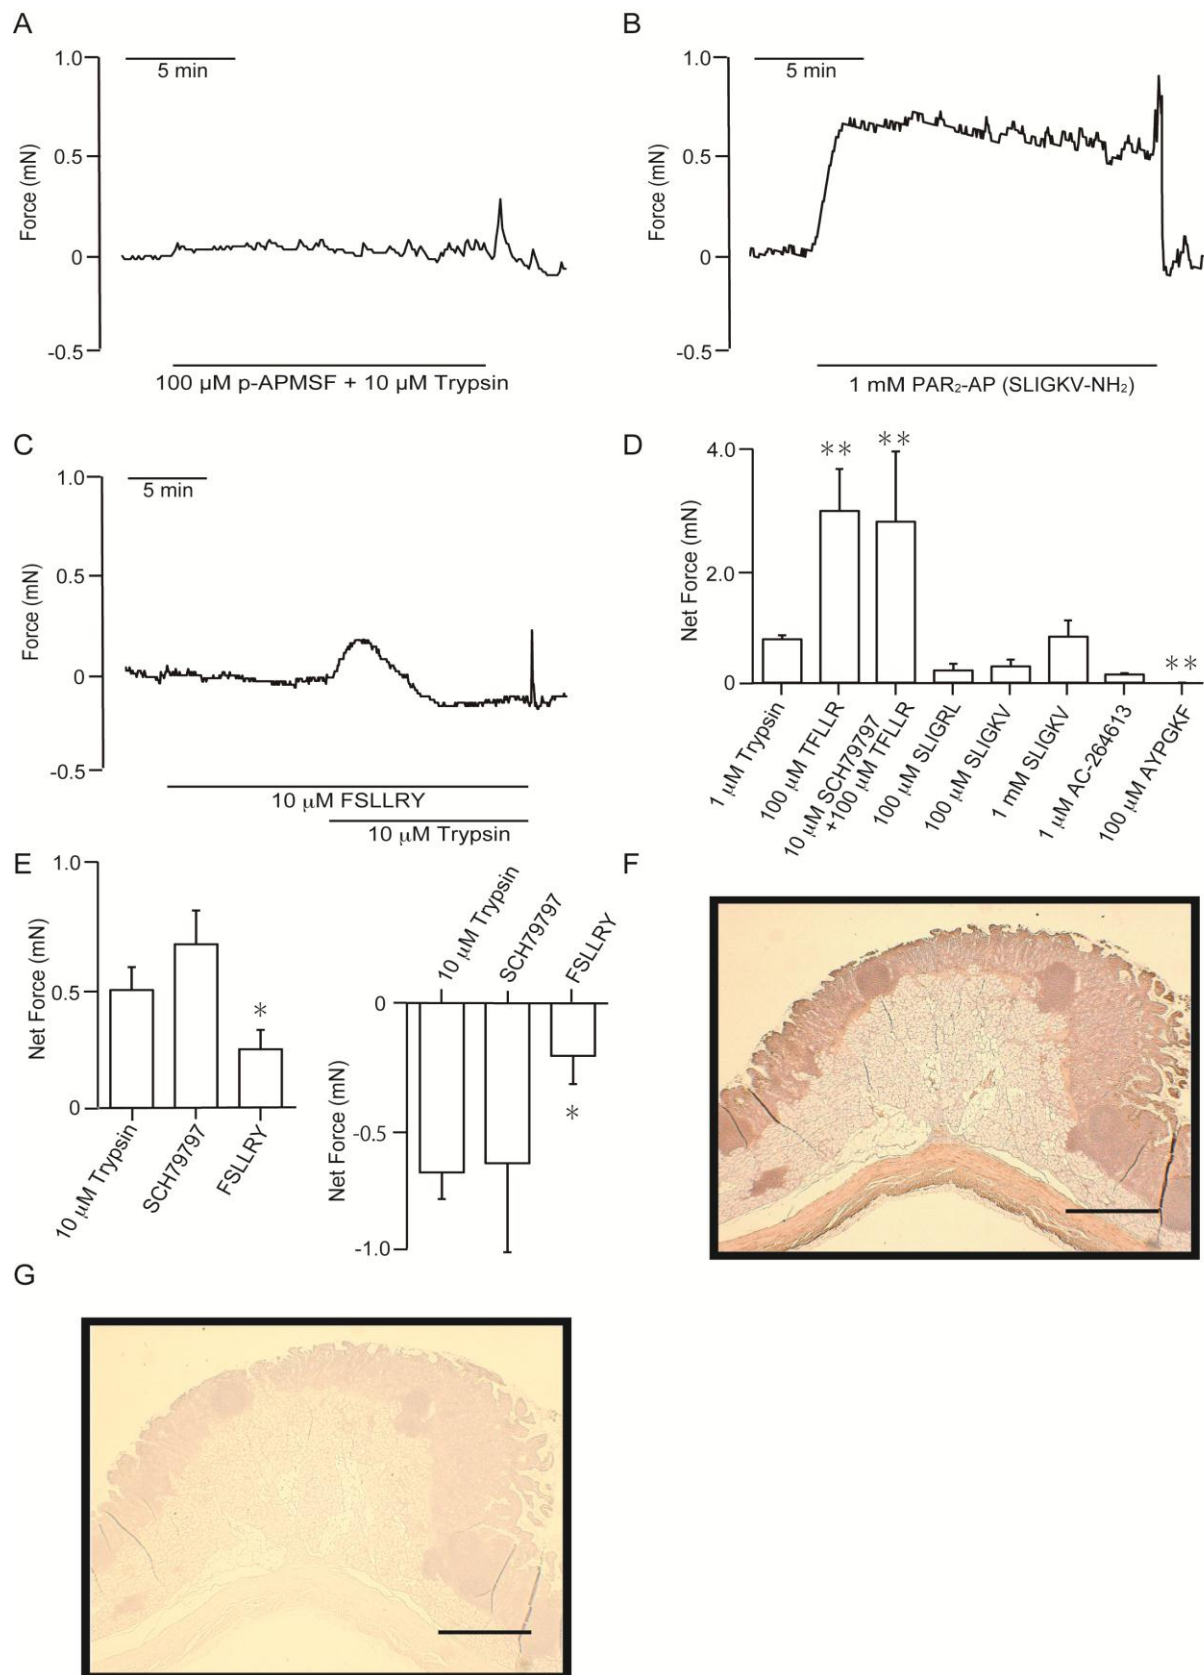 A
1.0
5 min
0.5
Force (mN)
0
-0.5
100 µM p-APMSF + 10 µM Trypsin
B
1.0
5 min
0.5
Force (mN)
0
-0.5
1 mM PAR₂-AP (SLIGKV-NH₂)
C
1.0
5 min
0.5
Force (mN)
0
-0.5
10 µM FSLLRY
10 µM Trypsin
D
4.0
2.0
0
Net Force (mN)
** ** **
1 µM Trypsin
100 µM TFLLR
10 µM SCH79797
+100 µM TFLLR
100 µM SLIGRL
100 µM SLIGKV
1 mM SLIGKV
1 µM AC-264613
100 µM AYPGKF
E
1.0
0.5
0
Net Force (mN)
*
10 µM Trypsin
SCH79797
FSLLRY
10 µM Trypsin
SCH79797
FSLLRY
0
-0.5
-1.0
Net Force (mN)
*
F
G